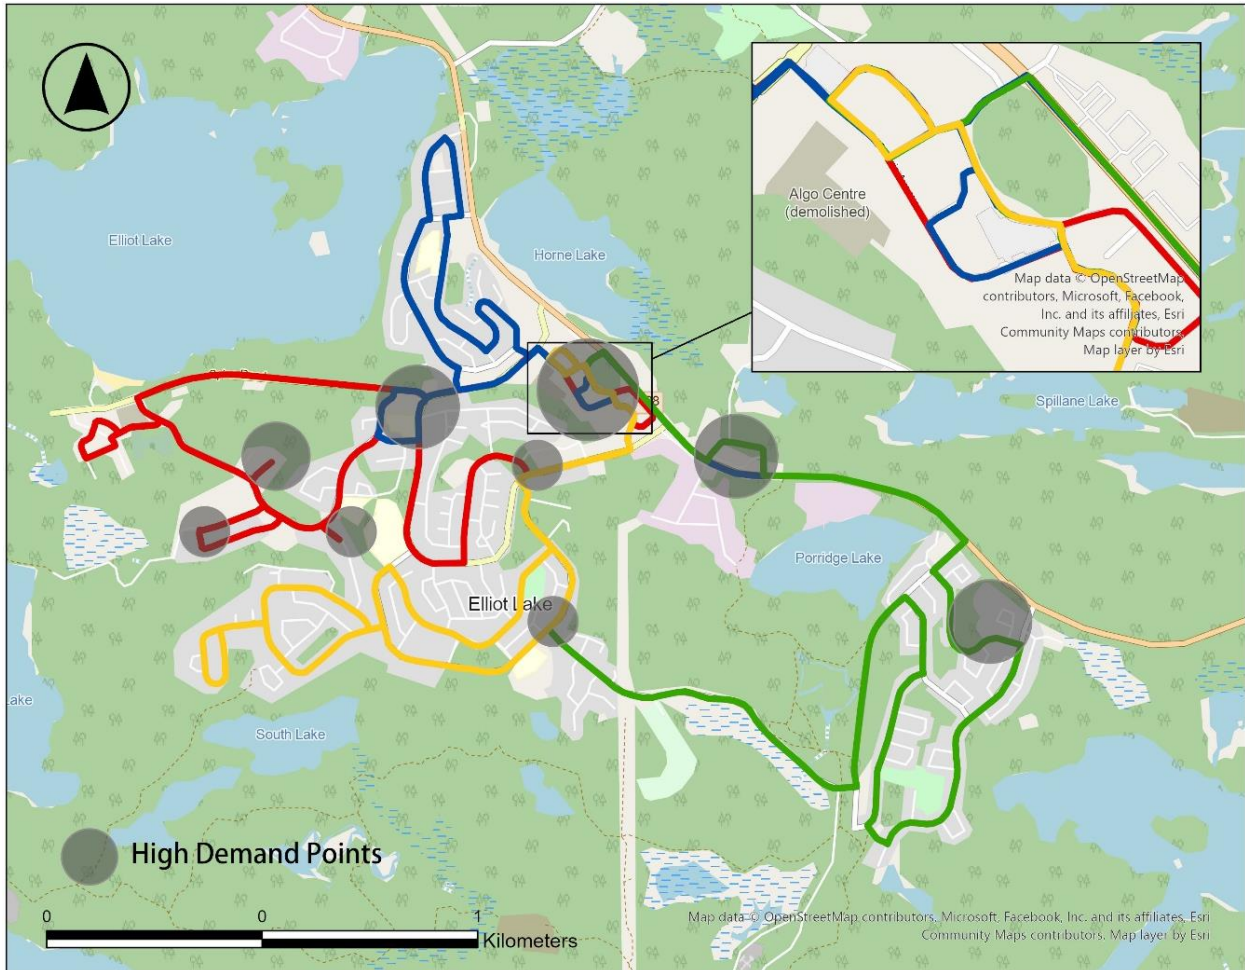 Algo Centre
(demolished)
Map data © OpenStreetMap
contributors, Microsoft, Facebook,
Inc. and its affiliates, Esri
Community Maps contributors,
Map layer by Esri
Elliot Lake
Horne Lake
Spillane Lake
Porridge Lake
Elliot Lake
Lake
South Lake
High Demand Points
0 0 1
Kilometers
Map data © OpenStreetMap contributors, Microsoft, Facebook, Inc. and its affiliates, Esri
Community Maps contributors, Map layer by Esri